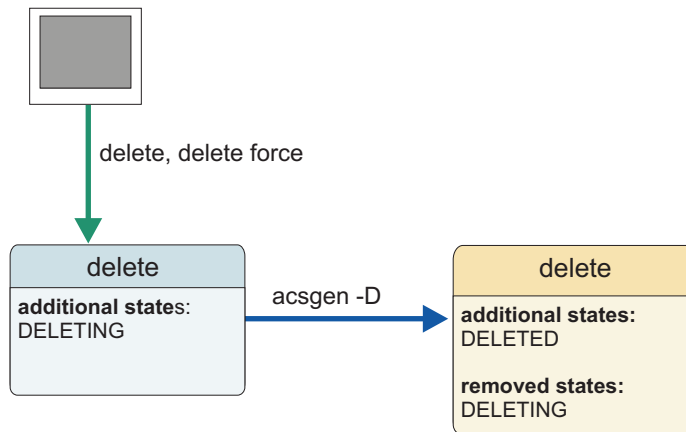 delete, delete force
delete
additional states:
DELETING
acsgen -D
delete
additional states:
DELETED
removed states:
DELETING